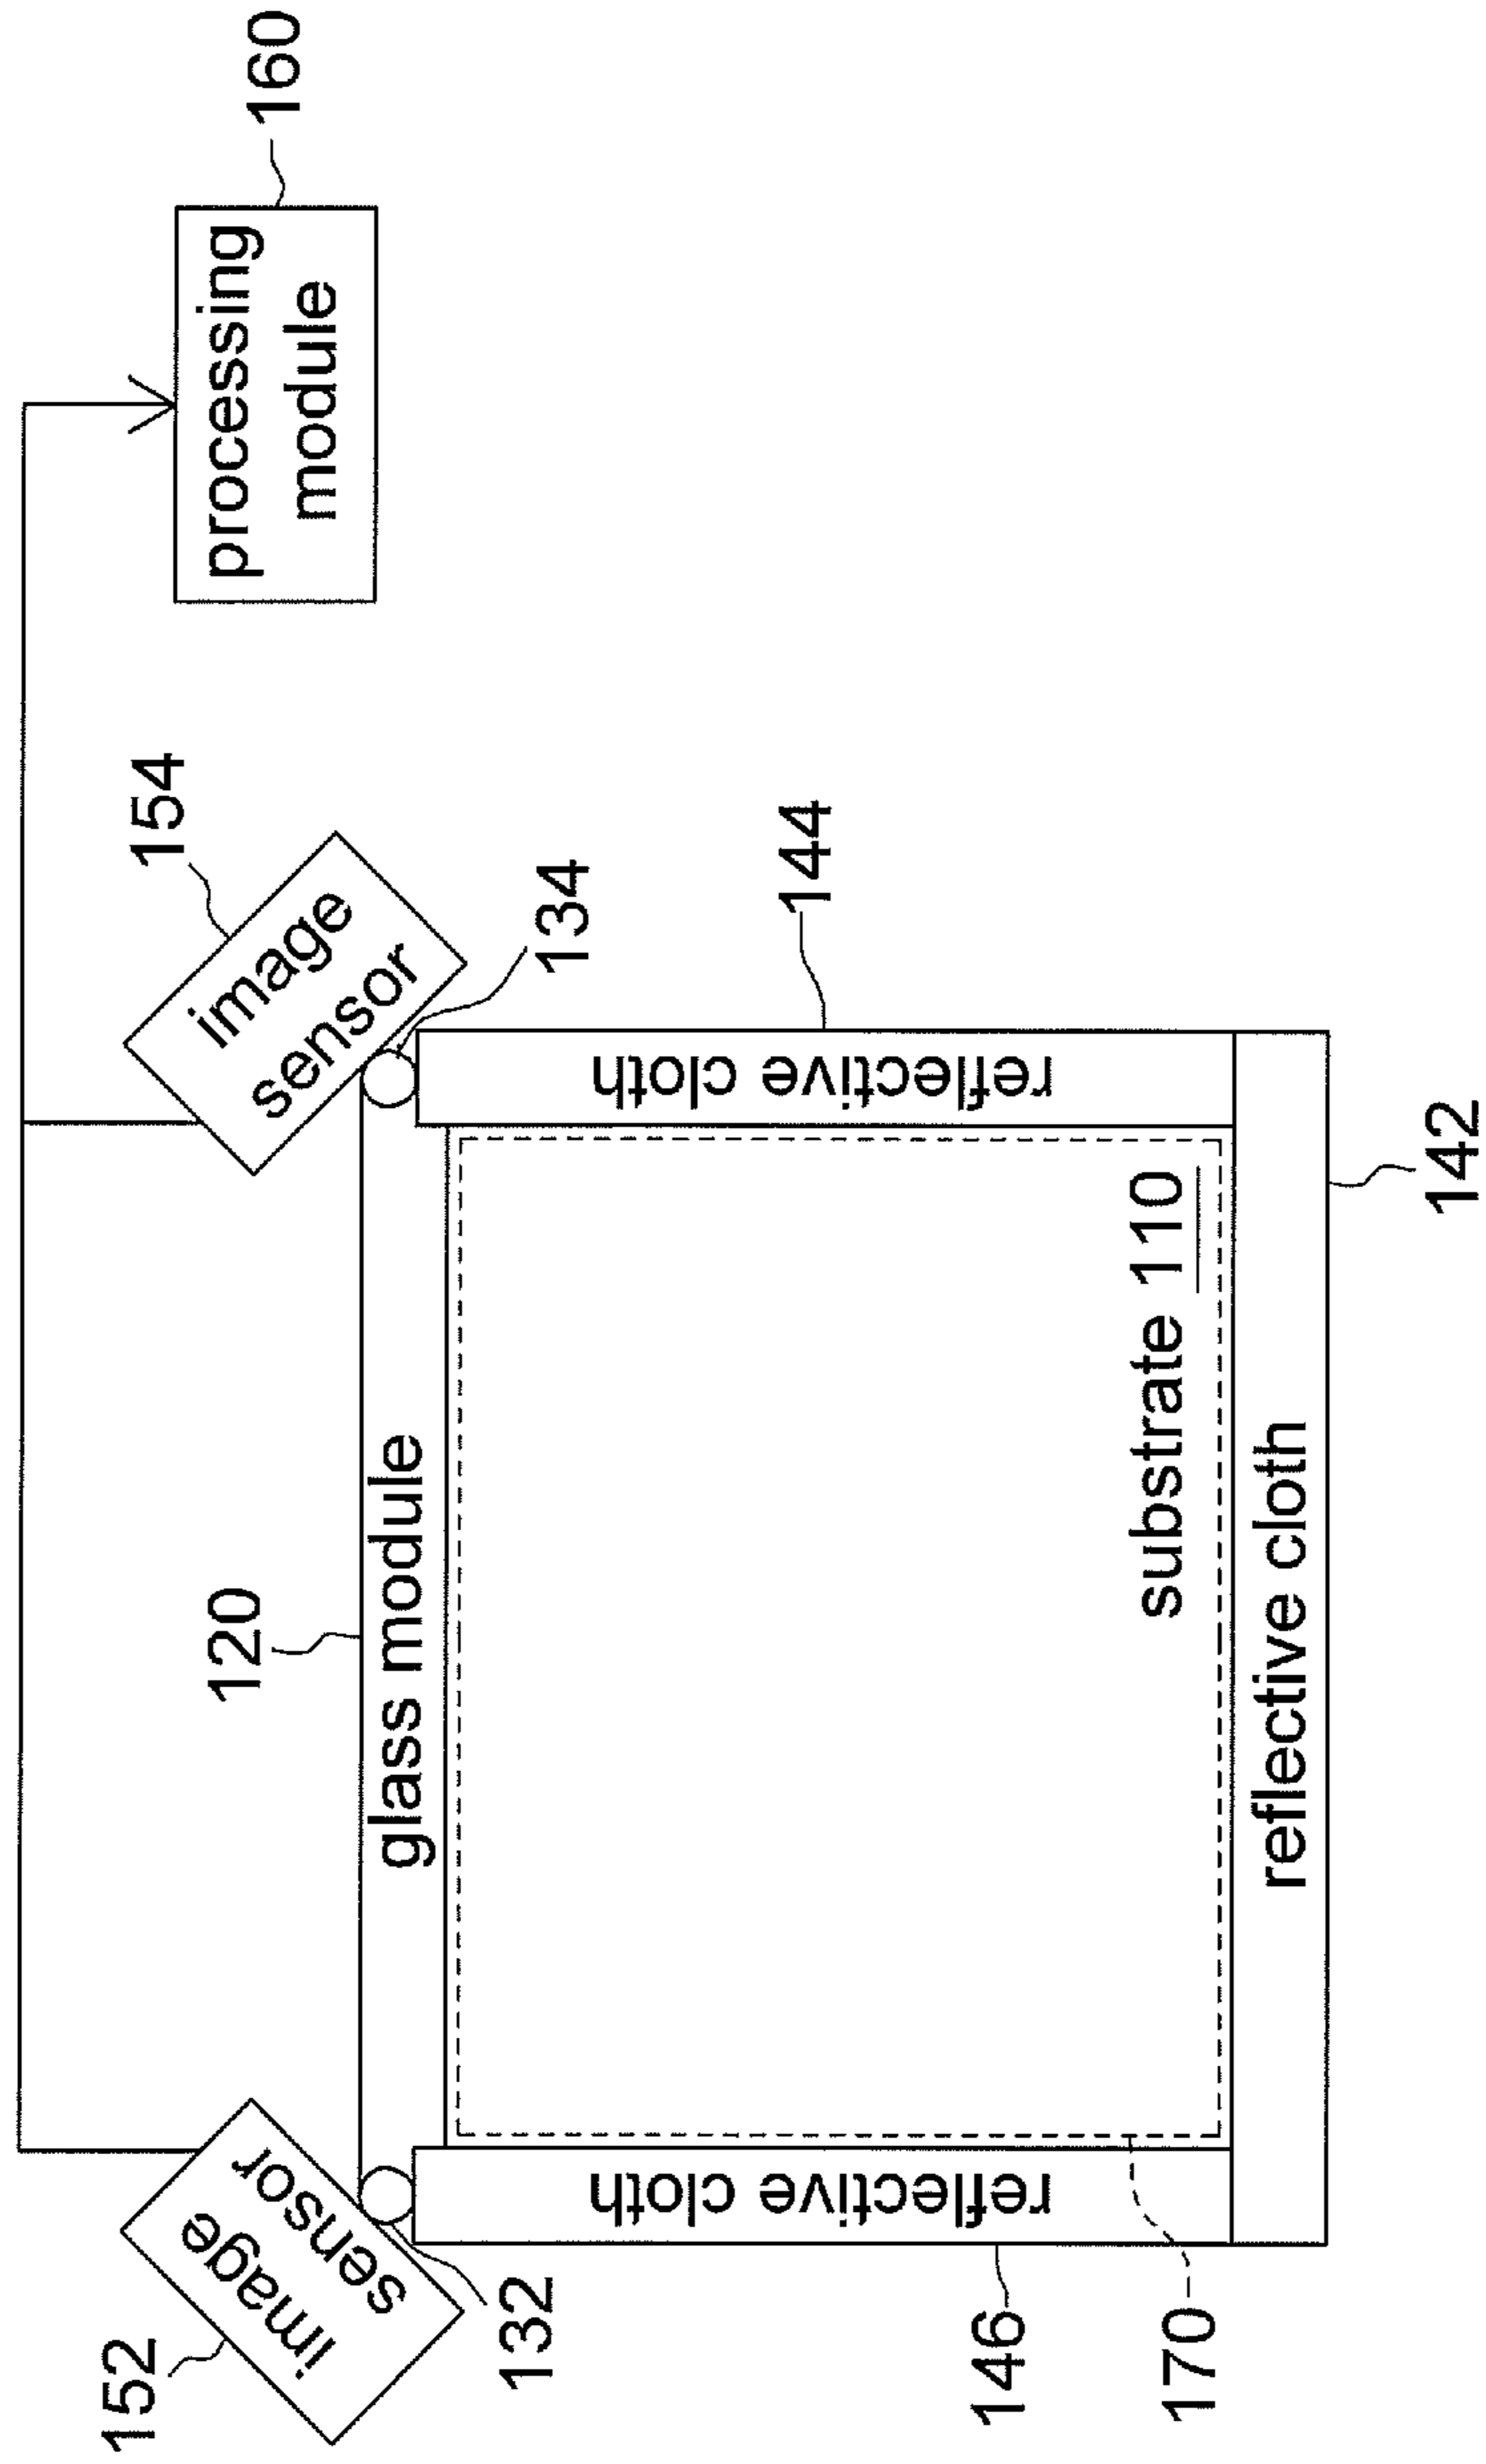 152
image
sensor
132
120
glass module
154
image
sensor
134
160
processing
module
146
reflective cloth
144
reflective cloth
substrate 110
170
reflective cloth
142